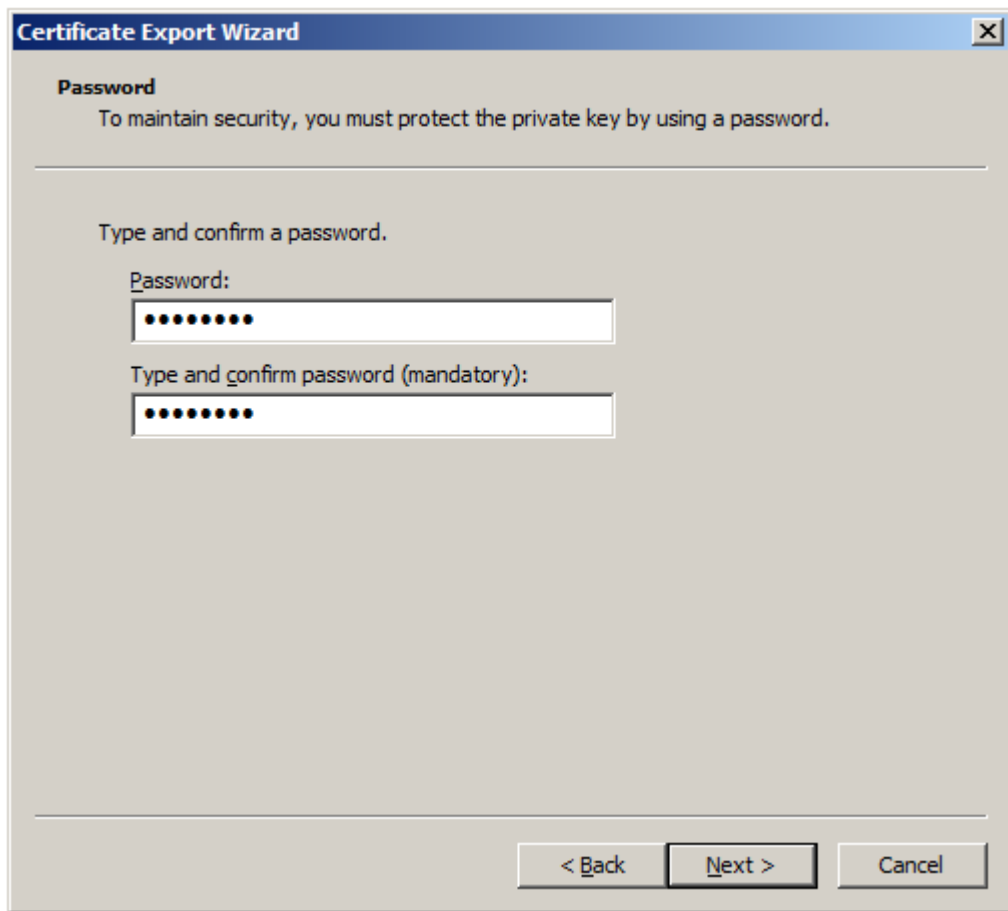 Certificate Export Wizard
Password
To maintain security, you must protect the private key by using a password.
Type and confirm a password.
Password:
••••••••
Type and confirm password (mandatory):
••••••••
< Back Next > Cancel